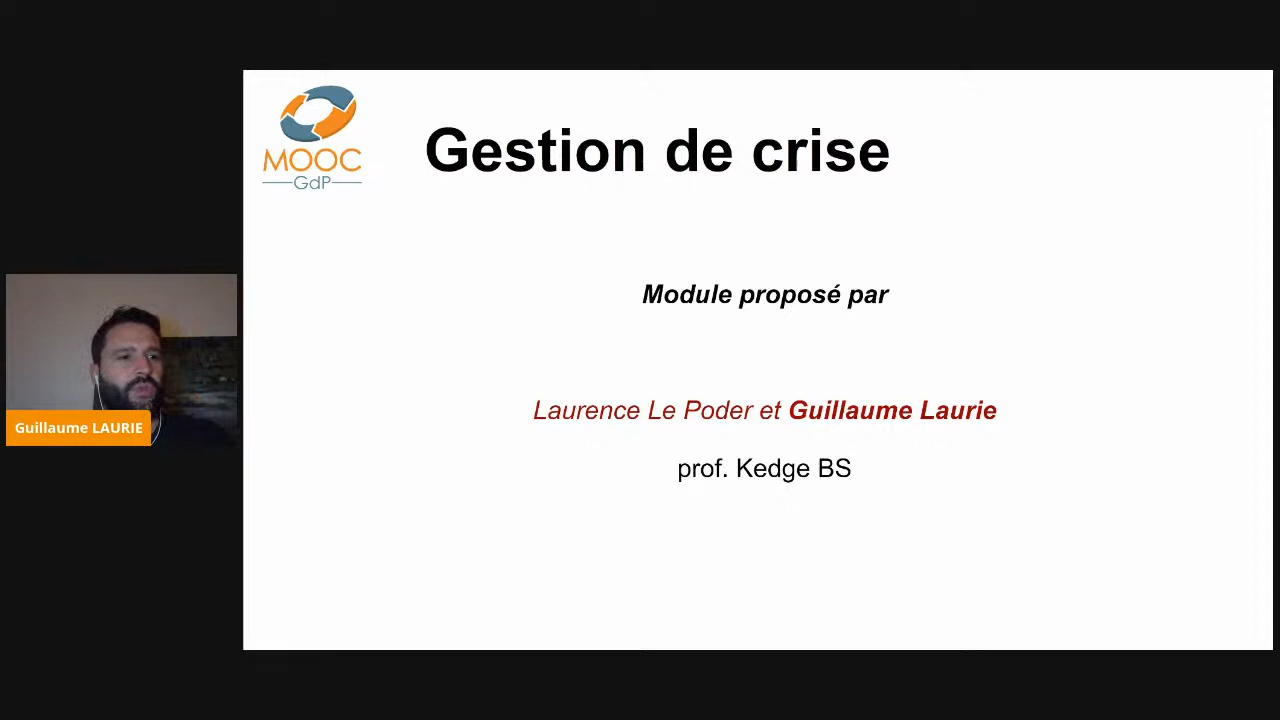 MOOC
GdP
Gestion de crise
Module proposé par
Laurence Le Poder et Guillaume Laurie
prof. Kedge BS
Guillaume LAURIE